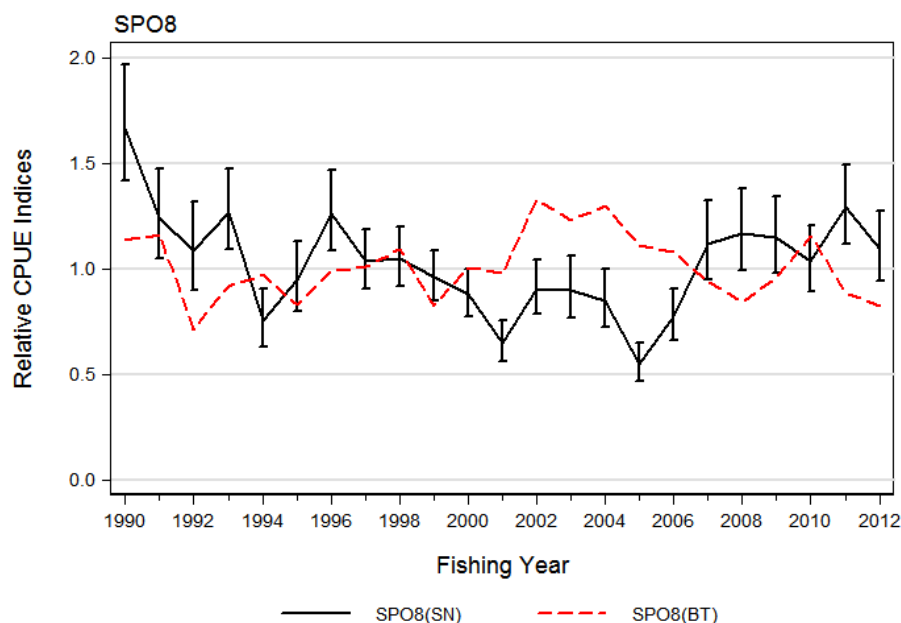 SPO8
2.0
1.5
1.0
0.5
0.0
Relative CPUE Indices
1990 1992 1994 1996 1998 2000 2002 2004 2006 2008 2010 2012
Fishing Year
SPO8(SN) SPO8(BT)